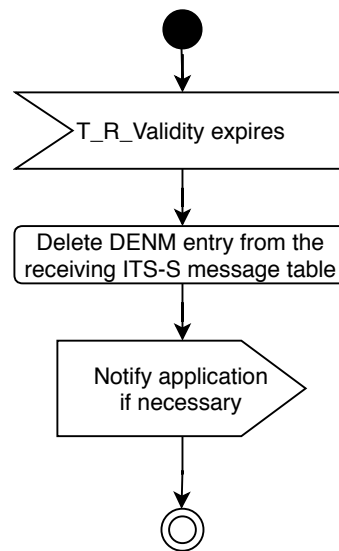 T_R_Validity expires
Delete DENM entry from the
receiving ITS-S message table
Notify application
if necessary